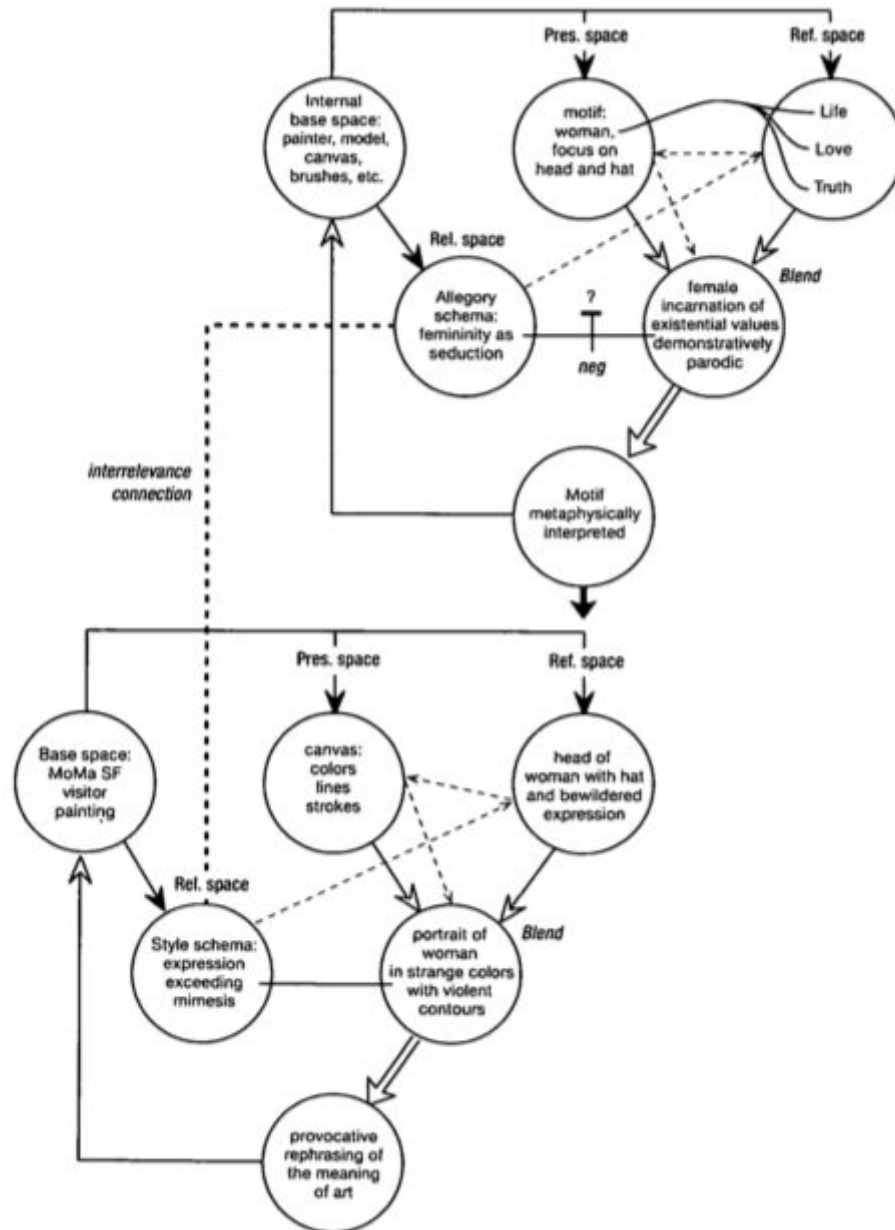 Pres. space
Ref. space
Internal
base space:
painter, model,
canvas,
brushes, etc.
motif:
woman,
focus on
head and hat
Life
Love
Truth
Rel. space
Blend
Allegory
schema:
femininity as
seduction
?
neg
female
incarnation of
existential values
demonstratively
parodic
interrelevance
connection
Motif
metaphysically
interpreted
Pres. space
Ref. space
Base space:
MoMa SF
visitor
painting
canvas:
colors
lines
strokes
head of
woman with hat
and bewildered
expression
Rel. space
Blend
Style schema:
expression
exceeding
mimesis
portrait of
woman
in strange colors
with violent
contours
provocative
rephrasing of
the meaning
of art